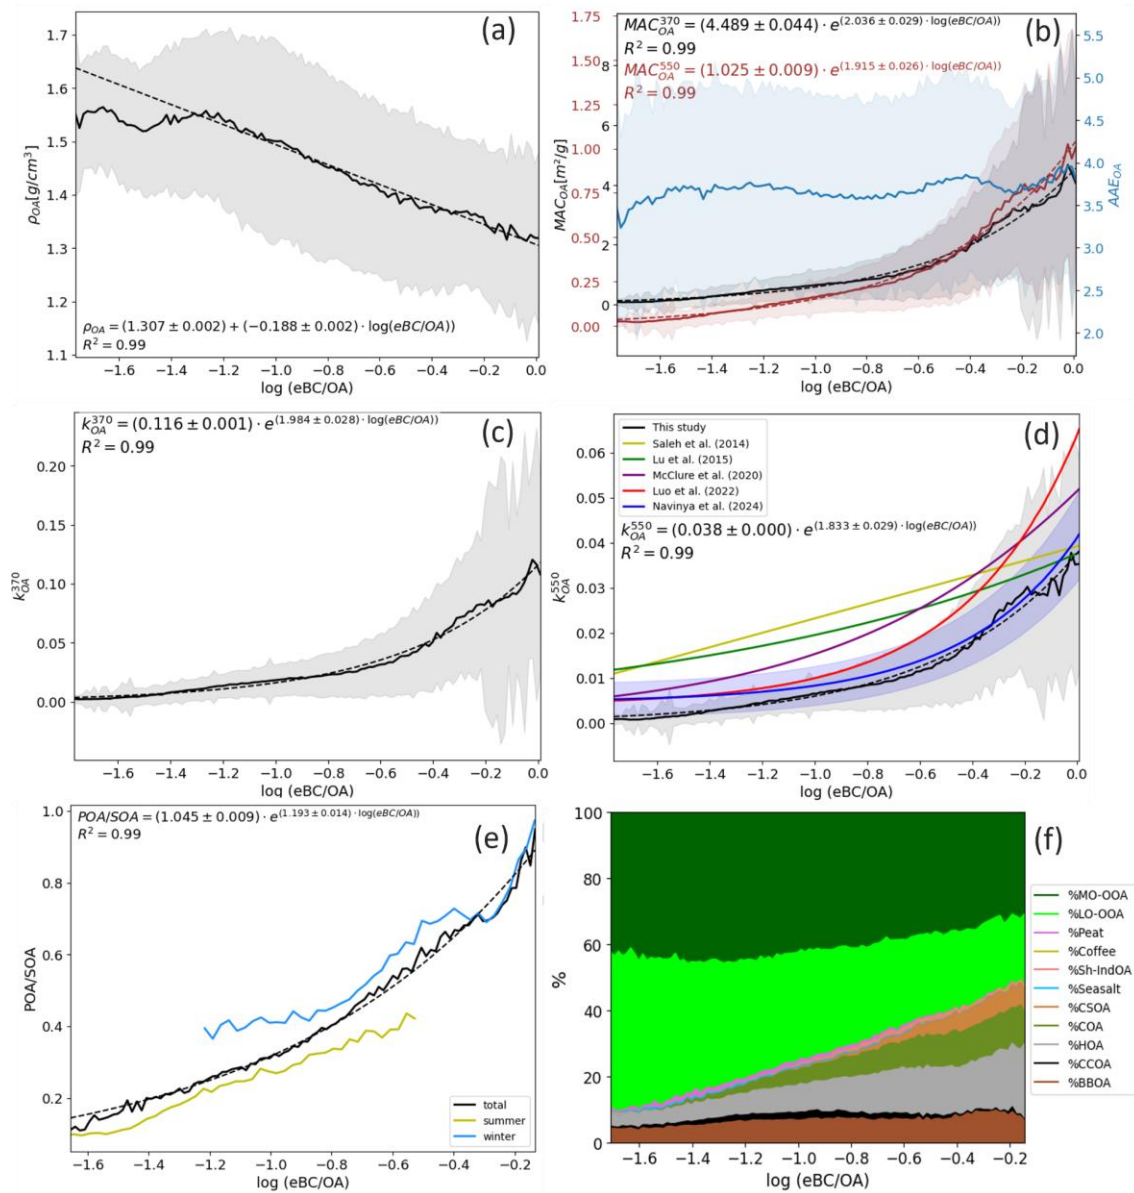 (a)
1.7
1.6
1.5
1.4
1.3
1.2
1.1
ρOA[g/cm³]
ρOA = (1.307 ± 0.002) + (−0.188 ± 0.002) · log(eBC/OA))
R² = 0.99
−1.6 −1.4 −1.2 −1.0 −0.8 −0.6 −0.4 −0.2 0.0
log (eBC/OA)
(b)
MAC³⁷⁰OA = (4.489 ± 0.044) · e^(2.036 ± 0.029) · log(eBC/OA))
R² = 0.99
MAC⁵⁵⁰OA = (1.025 ± 0.009) · e^(1.915 ± 0.026) · log(eBC/OA))
R² = 0.99
1.75
1.50
1.25
1.00
0.75
0.50
0.25
0.00
8
6
4
2
0
MACOA[m²/g]
5.5
5.0
4.5
4.0
3.5
3.0
2.5
2.0
AAEOA
−1.6 −1.4 −1.2 −1.0 −0.8 −0.6 −0.4 −0.2 0.0
log (eBC/OA)
(c)
k³⁷⁰OA = (0.116 ± 0.001) · e^(1.984 ± 0.028) · log(eBC/OA))
R² = 0.99
0.20
0.15
0.10
0.05
0.00
k³⁷⁰OA
−1.6 −1.4 −1.2 −1.0 −0.8 −0.6 −0.4 −0.2 0.0
log (eBC/OA)
(d)
This study
Saleh et al. (2014)
Lu et al. (2015)
McClure et al. (2020)
Luo et al. (2022)
Navinya et al. (2024)
k⁵⁵⁰OA = (0.038 ± 0.000) · e^(1.833 ± 0.029) · log(eBC/OA))
R² = 0.99
0.06
0.05
0.04
0.03
0.02
0.01
0.00
k⁵⁵⁰OA
−1.6 −1.4 −1.2 −1.0 −0.8 −0.6 −0.4 −0.2 0.0
log (eBC/OA)
(e)
POA/SOA = (1.045 ± 0.009) · e^(1.193 ± 0.014) · log(eBC/OA))
R² = 0.99
1.0
0.8
0.6
0.4
0.2
POA/SOA
total
summer
winter
−1.6 −1.4 −1.2 −1.0 −0.8 −0.6 −0.4 −0.2
log (eBC/OA)
(f)
100
80
60
40
20
0
%
%MO-OOA
%LO-OOA
%Peat
%Coffee
%Sh-IndOA
%Seasalt
%CSOA
%COA
%HOA
%CCOA
%BBOA
−1.6 −1.4 −1.2 −1.0 −0.8 −0.6 −0.4 −0.2
log (eBC/OA)